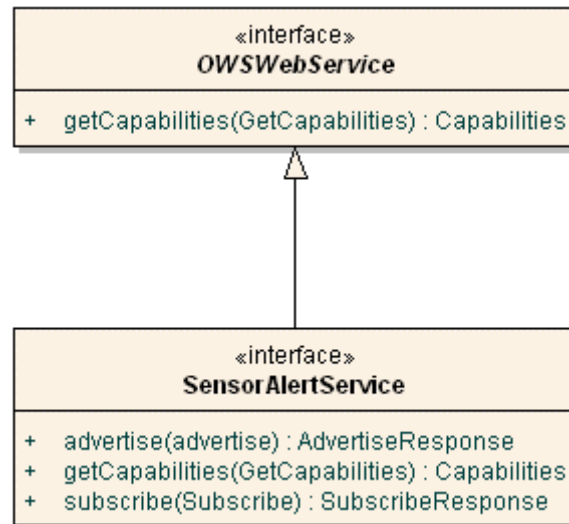 «interface»
OWSWebService
+ getCapabilities(GetCapabilities) : Capabilities
«interface»
SensorAlertService
+ advertise(advertise) : AdvertiseResponse
+ getCapabilities(GetCapabilities) : Capabilities
+ subscribe(Subscribe) : SubscribeResponse